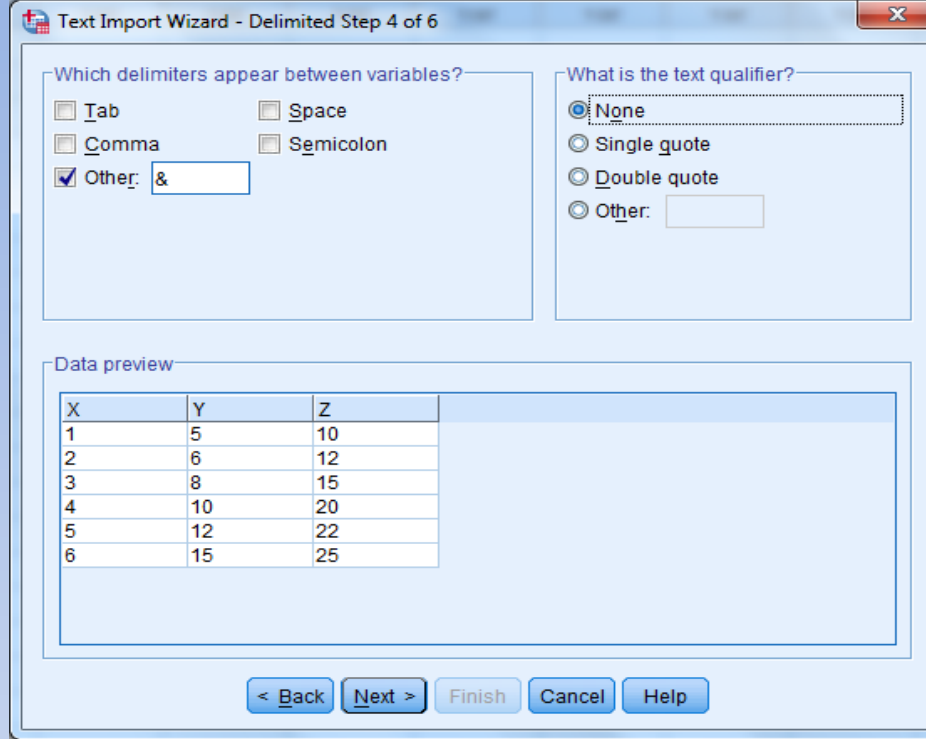 Text Import Wizard - Delimited Step 4 of 6
Which delimiters appear between variables?
Tab
Space
Comma
Semicolon
Other: &
What is the text qualifier?
None
Single quote
Double quote
Other:
Data preview
X Y Z
1 5 10
2 6 12
3 8 15
4 10 20
5 12 22
6 15 25
< Back Next > Finish Cancel Help